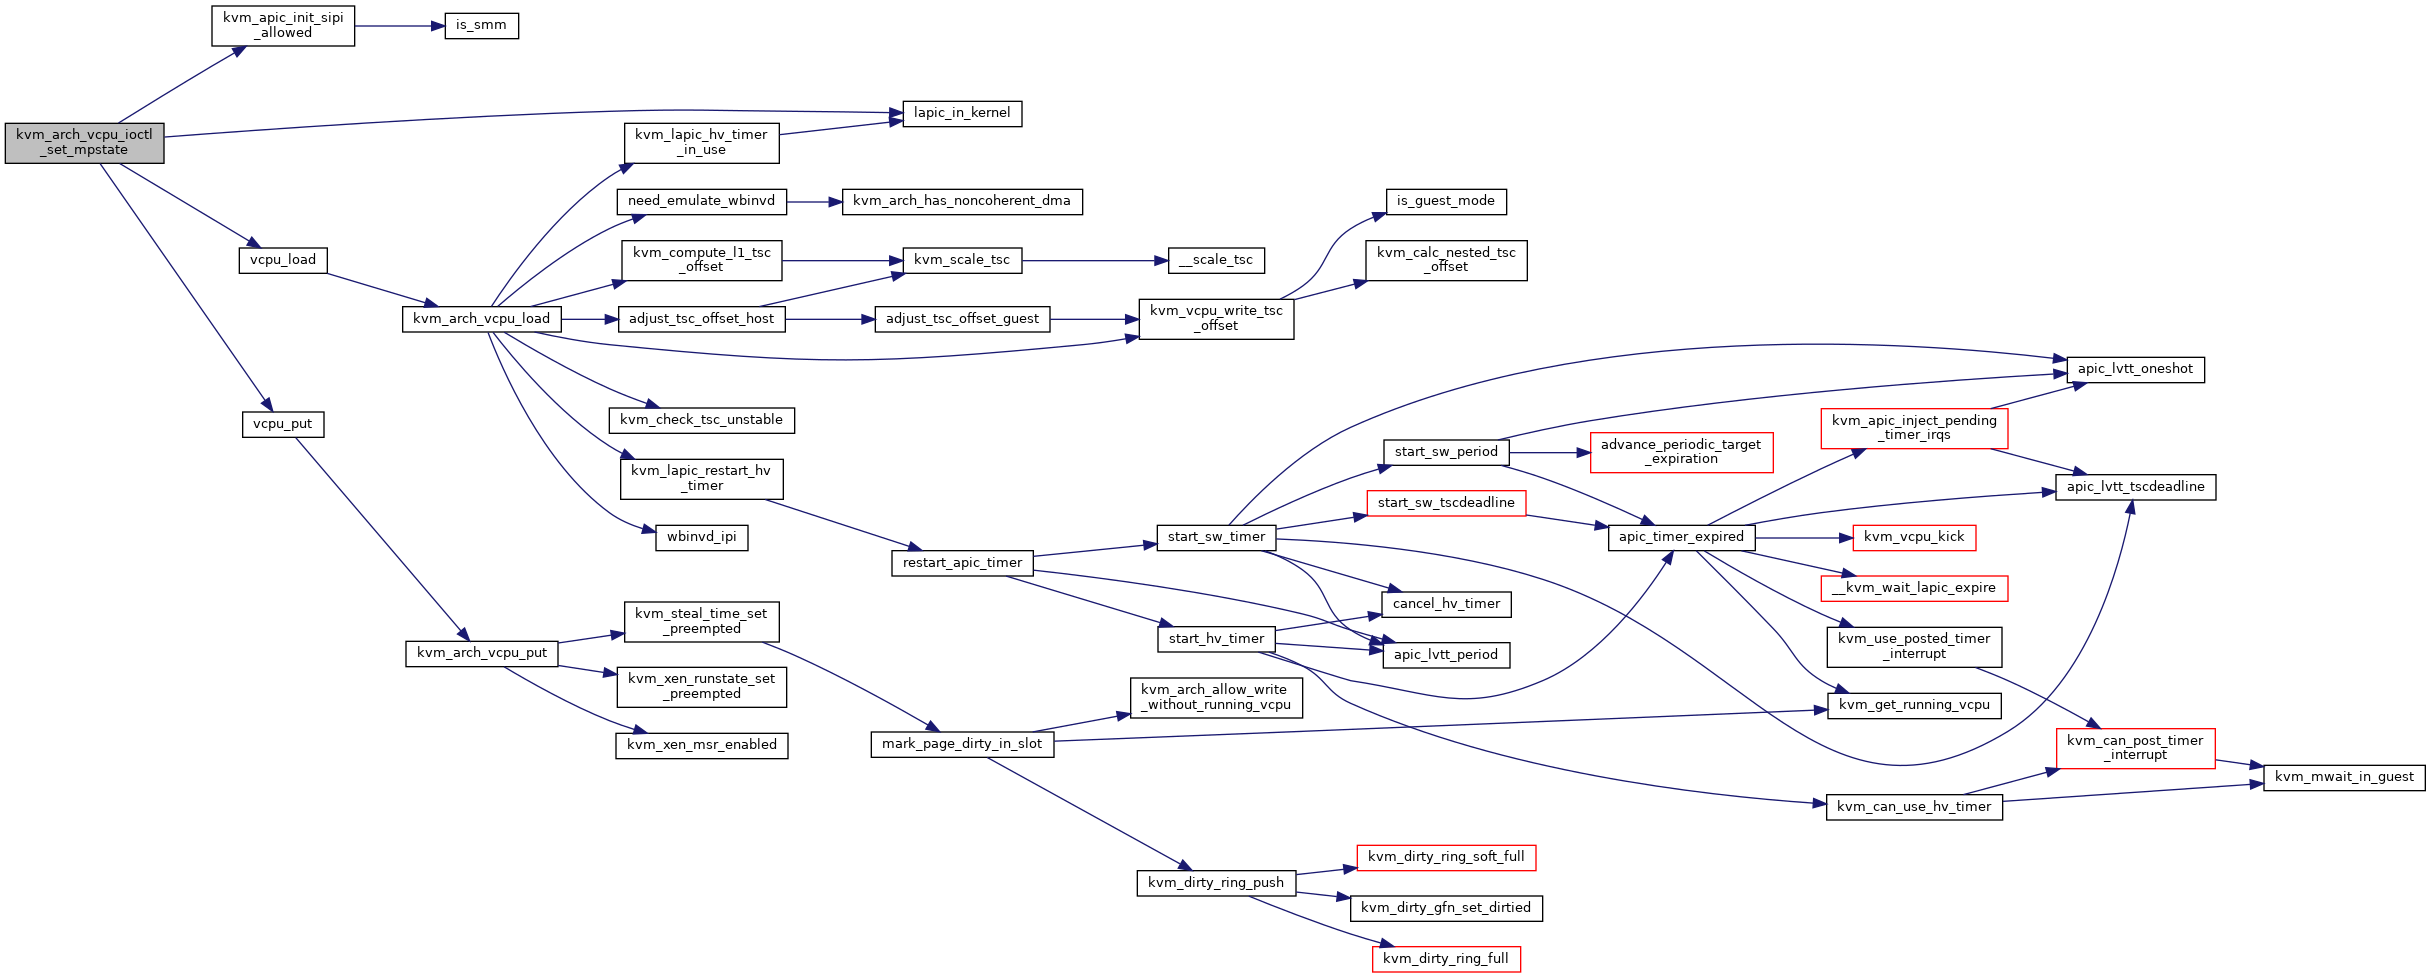 kvm_arch_vcpu_ioctl
_set_mpstate
kvm_apic_init_sipi
_allowed
is_smm
lapic_in_kernel
vcpu_load
vcpu_put
kvm_arch_vcpu_load
kvm_lapic_hv_timer
_in_use
need_emulate_wbinvd
kvm_arch_has_noncoherent_dma
kvm_compute_l1_tsc
_offset
kvm_scale_tsc
__scale_tsc
adjust_tsc_offset_host
adjust_tsc_offset_guest
kvm_vcpu_write_tsc
_offset
is_guest_mode
kvm_calc_nested_tsc
_offset
kvm_check_tsc_unstable
kvm_lapic_restart_hv
_timer
wbinvd_ipi
restart_apic_timer
start_sw_timer
start_hv_timer
start_sw_period
start_sw_tscdeadline
cancel_hv_timer
apic_lvtt_period
advance_periodic_target
_expiration
apic_timer_expired
kvm_apic_inject_pending
_timer_irqs
apic_lvtt_oneshot
apic_lvtt_tscdeadline
kvm_vcpu_kick
__kvm_wait_lapic_expire
kvm_use_posted_timer
_interrupt
kvm_get_running_vcpu
kvm_can_post_timer
_interrupt
kvm_can_use_hv_timer
kvm_mwait_in_guest
kvm_arch_vcpu_put
kvm_steal_time_set
_preempted
kvm_xen_runstate_set
_preempted
kvm_xen_msr_enabled
mark_page_dirty_in_slot
kvm_arch_allow_write
_without_running_vcpu
kvm_dirty_ring_push
kvm_dirty_ring_soft_full
kvm_dirty_gfn_set_dirtied
kvm_dirty_ring_full